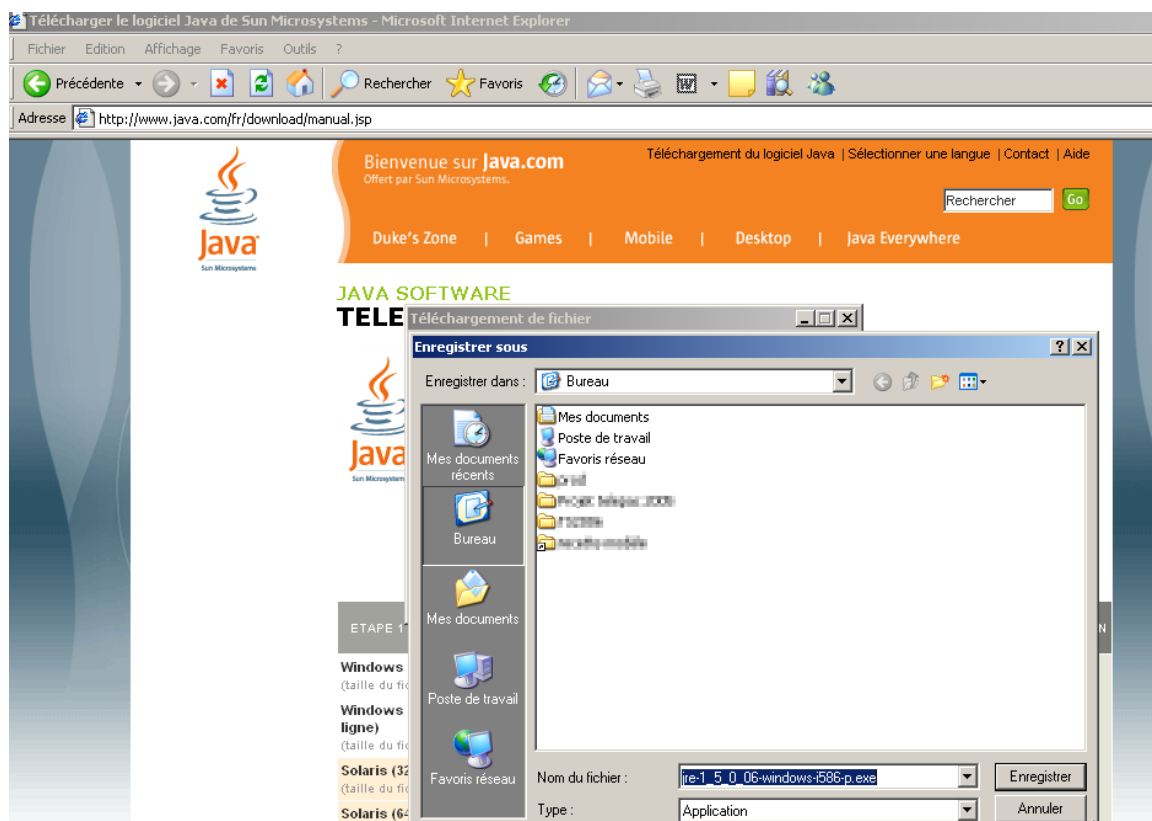 Télécharger le logiciel Java de Sun Microsystems - Microsoft Internet Explorer
Fichier Edition Affichage Favoris Outils ?
Précédente Rechercher Favoris
Adresse http://www.java.com/fr/download/manual.jsp
Téléchargement du logiciel Java | Sélectionner une langue | Contact | Aide
Bienvenue sur Java.com
Offert par Sun Microsystems.
Rechercher Go
Java
Sun Microsystems
Duke's Zone | Games | Mobile | Desktop | Java Everywhere
JAVA SOFTWARE
TELE
Téléchargement de fichier
Enregistrer sous
Enregistrer dans : Bureau
Mes documents
Poste de travail
Favoris réseau
Java
Sun Microsystem
Mes documents récents
Bureau
Mes documents
Poste de travail
Favoris réseau
ETAPE 1
N
Windows
(taille du fic
Windows
ligne)
(taille du fic
Solaris (32
(taille du fic
Solaris (64
Nom du fichier : jre-1_5_0_06-windows-i586-p.exe Enregistrer
Type : Application Annuler